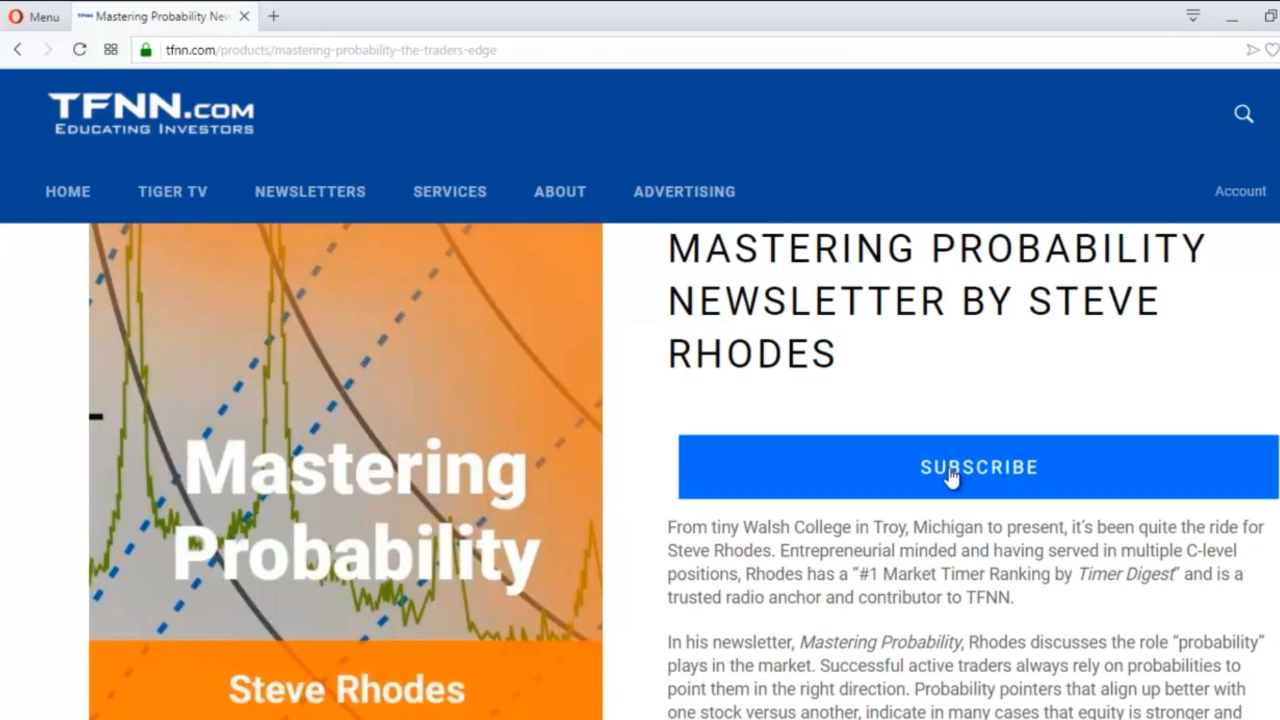 Menu
Mastering Probability New
tfnn.com/products/mastering-probability-the-traders-edge
TFNN.COM
EDUCATING INVESTORS
HOME
TIGER TV
NEWSLETTERS
SERVICES
ABOUT
ADVERTISING
Account
MASTERING PROBABILITY
NEWSLETTER BY STEVE
RHODES
Mastering
Probability
Steve Rhodes
SUBSCRIBE
From tiny Walsh College in Troy, Michigan to present, it's been quite the ride for
Steve Rhodes. Entrepreneurial minded and having served in multiple C-level
positions, Rhodes has a “#1 Market Timer Ranking by Timer Digest” and is a
trusted radio anchor and contributor to TFNN.
In his newsletter, Mastering Probability, Rhodes discusses the role “probability”
plays in the market. Successful active traders always rely on probabilities to
point them in the right direction. Probability pointers that align up better with
one stock versus another, indicate in many cases that equity is stronger and